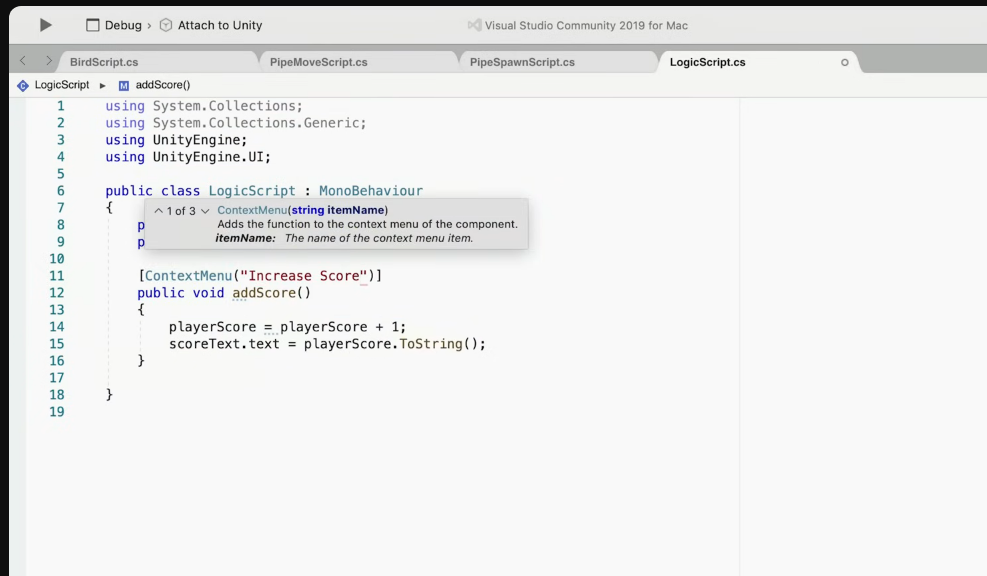 Debug › Attach to Unity
Visual Studio Community 2019 for Mac
BirdScript.cs PipeMoveScript.cs PipeSpawnScript.cs LogicScript.cs
LogicScript ▸ M addScore()
1 using System.Collections;
2 using System.Collections.Generic;
3 using UnityEngine;
4 using UnityEngine.UI;
5
6 public class LogicScript : MonoBehaviour
7 {
1 of 3 ContextMenu(string itemName)
8 p
Adds the function to the context menu of the component.
9 p
itemName: The name of the context menu item.
10
11 [ContextMenu("Increase Score")]
12 public void addScore()
13 {
14 playerScore = playerScore + 1;
15 scoreText.text = playerScore.ToString();
16 }
17
18 }
19